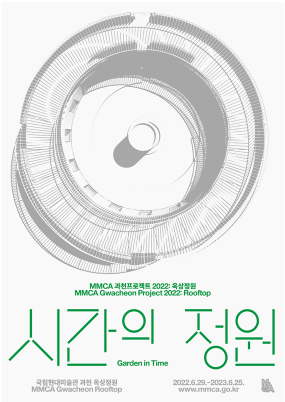 MMCA 과천프로젝트 2022: 옥상정원
MMCA Gwacheon Project 2022: Rooftop
시간의 정원
Garden in Time
국립현대미술관 과천 옥상정원
MMCA Gwacheon Rooftop
2022.6.29.–2023.6.25.
www.mmca.go.kr